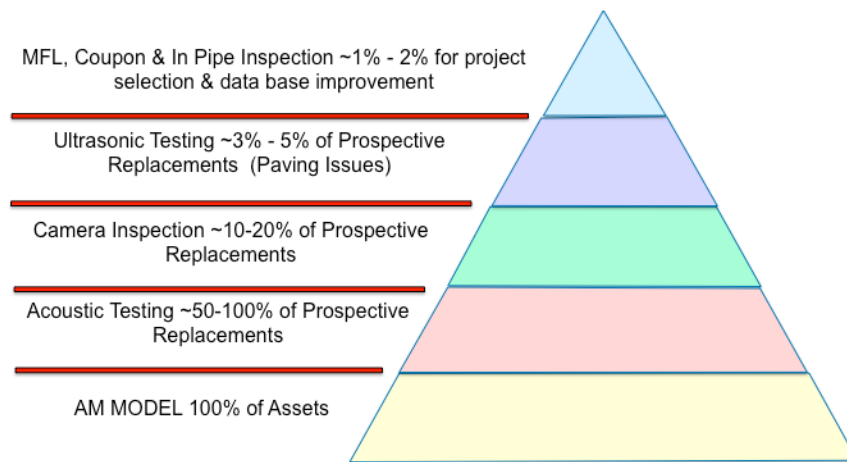 MFL, Coupon & In Pipe Inspection ~1% - 2% for project
selection & data base improvement
Ultrasonic Testing ~3% - 5% of Prospective
Replacements (Paving Issues)
Camera Inspection ~10-20% of Prospective
Replacements
Acoustic Testing ~50-100% of Prospective
Replacements
AM MODEL 100% of Assets